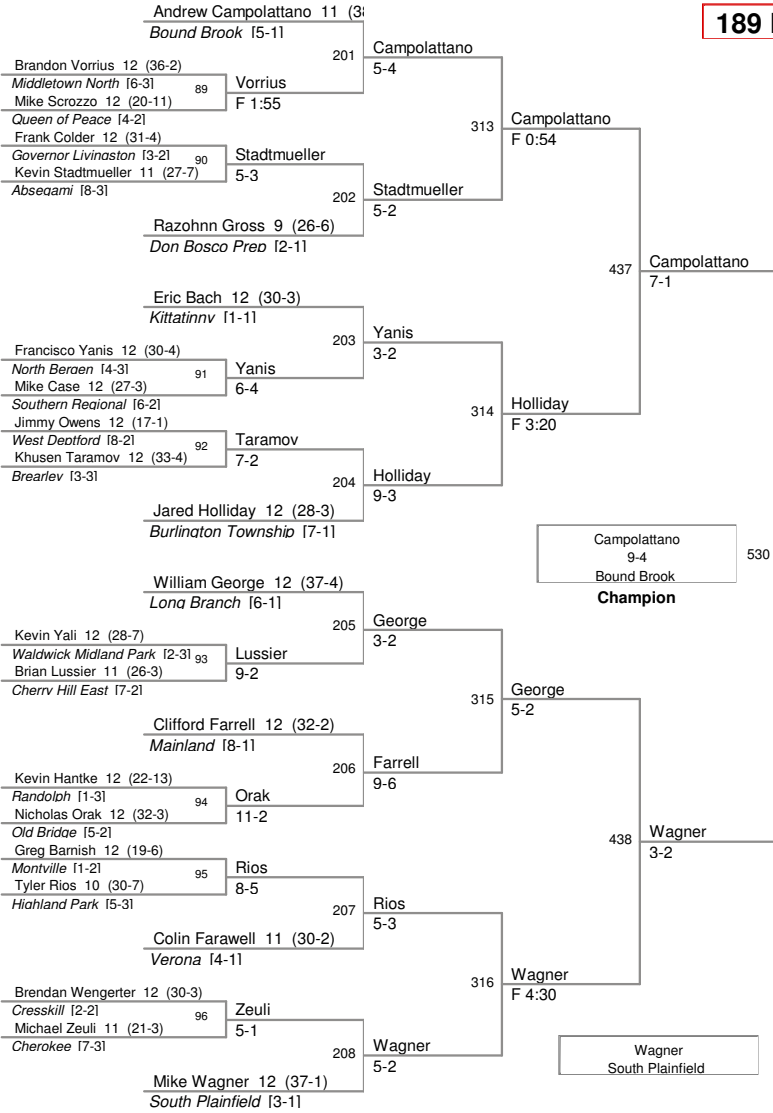 Andrew Campolattano 11 (38
Bound Brook [5-1]
189
201
Campolattano
5-4
Brandon Vorrius 12 (36-2)
Middletown North [6-3]
89
Vorrius
F 1:55
Mike Scrozzo 12 (20-11)
Queen of Peace [4-2]
313
Campolattano
F 0:54
Frank Colder 12 (31-4)
Governor Livingston [3-2]
90
Stadtmueller
5-3
Kevin Stadtmueller 11 (27-7)
Absegami [8-3]
202
Stadtmueller
5-2
Razohnn Gross 9 (26-6)
Don Bosco Prep [2-1]
437
Campolattano
7-1
Eric Bach 12 (30-3)
Kittatinny [1-1]
203
Yanis
3-2
Francisco Yanis 12 (30-4)
North Bergen [4-3]
91
Yanis
6-4
Mike Case 12 (27-3)
Southern Regional [6-2]
314
Holliday
F 3:20
Jimmy Owens 12 (17-1)
West Deptford [8-2]
92
Taramov
7-2
Khusen Taramov 12 (33-4)
Brearley [3-3]
204
Holliday
9-3
Jared Holliday 12 (28-3)
Burlington Township [7-1]
Campolattano
9-4
Bound Brook
530
Champion
William George 12 (37-4)
Long Branch [6-1]
205
George
3-2
Kevin Yali 12 (28-7)
Waldwick Midland Park [2-3]
93
Lussier
9-2
Brian Lussier 11 (26-3)
Cherry Hill East [7-2]
315
George
5-2
Clifford Farrell 12 (32-2)
Mainland [8-1]
206
Farrell
9-6
Kevin Hantke 12 (22-13)
Randolph [1-3]
94
Orak
11-2
Nicholas Orak 12 (32-3)
Old Bridge [5-2]
438
Wagner
3-2
Greg Barnish 12 (19-6)
Montville [1-2]
95
Rios
8-5
Tyler Rios 10 (30-7)
Highland Park [5-3]
207
Rios
5-3
Colin Farawell 11 (30-2)
Verona [4-1]
316
Wagner
F 4:30
Brendan Wengerter 12 (30-3)
Cresskill [2-2]
96
Zeuli
5-1
Michael Zeuli 11 (21-3)
Cherokee [7-3]
208
Wagner
5-2
Mike Wagner 12 (37-1)
South Plainfield [3-1]
Wagner
South Plainfield